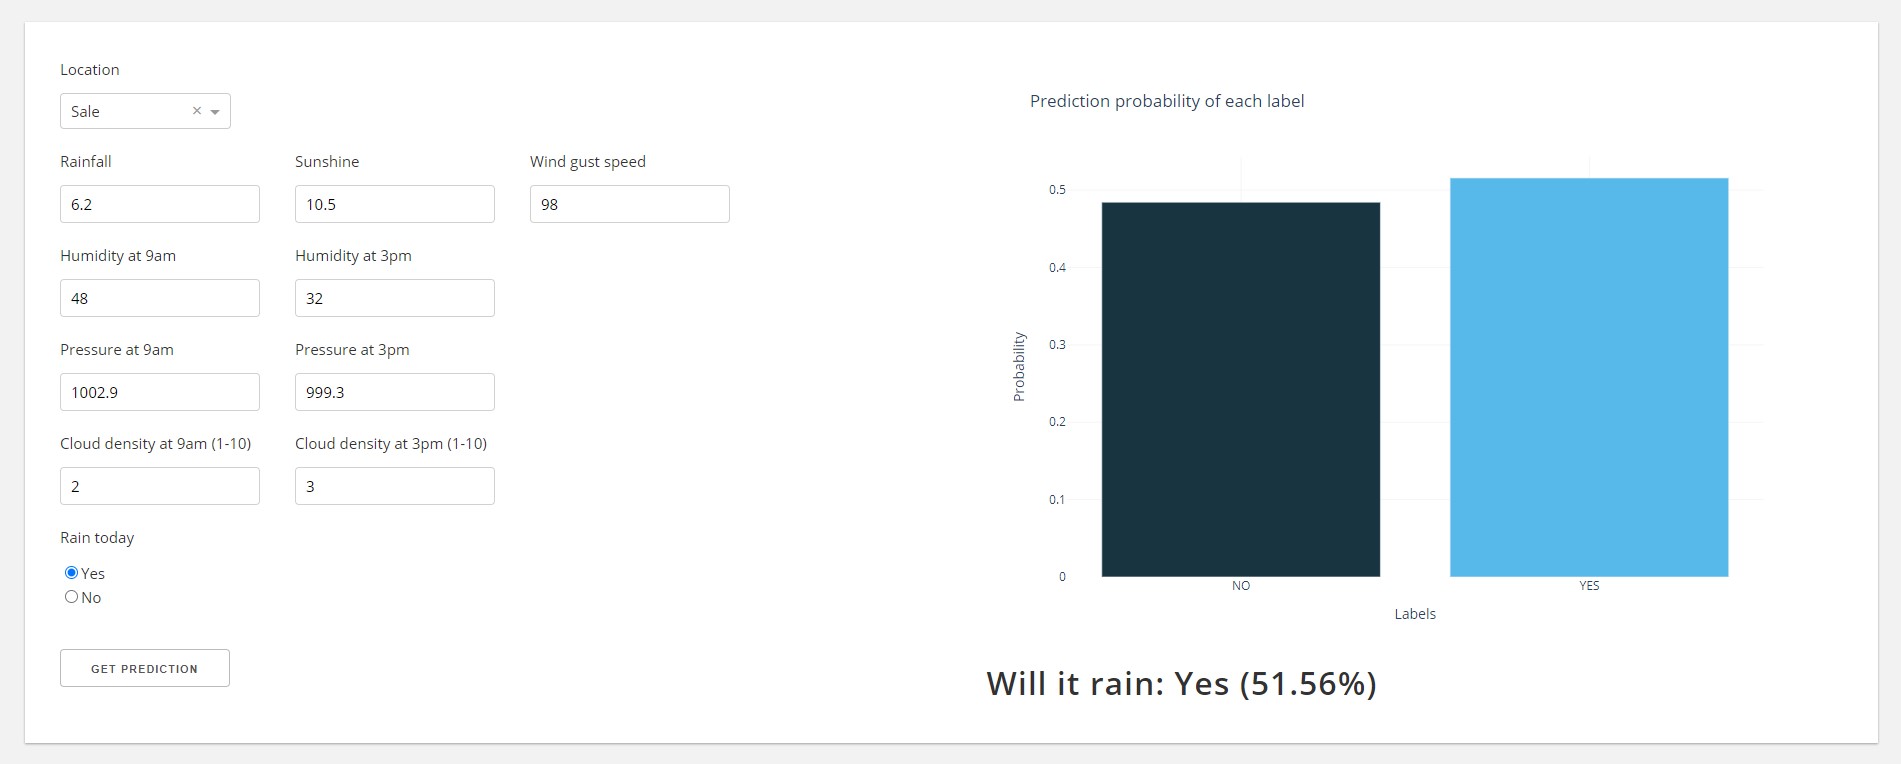 Location
Sale
Rainfall Sunshine Wind gust speed
6.2 10.5 98
Humidity at 9am Humidity at 3pm
48 32
Pressure at 9am Pressure at 3pm
1002.9 999.3
Cloud density at 9am (1-10) Cloud density at 3pm (1-10)
2 3
Rain today
Yes
No
GET PREDICTION
Prediction probability of each label
Probability
0.5
0.4
0.3
0.2
0.1
0
NO YES
Labels
Will it rain: Yes (51.56%)